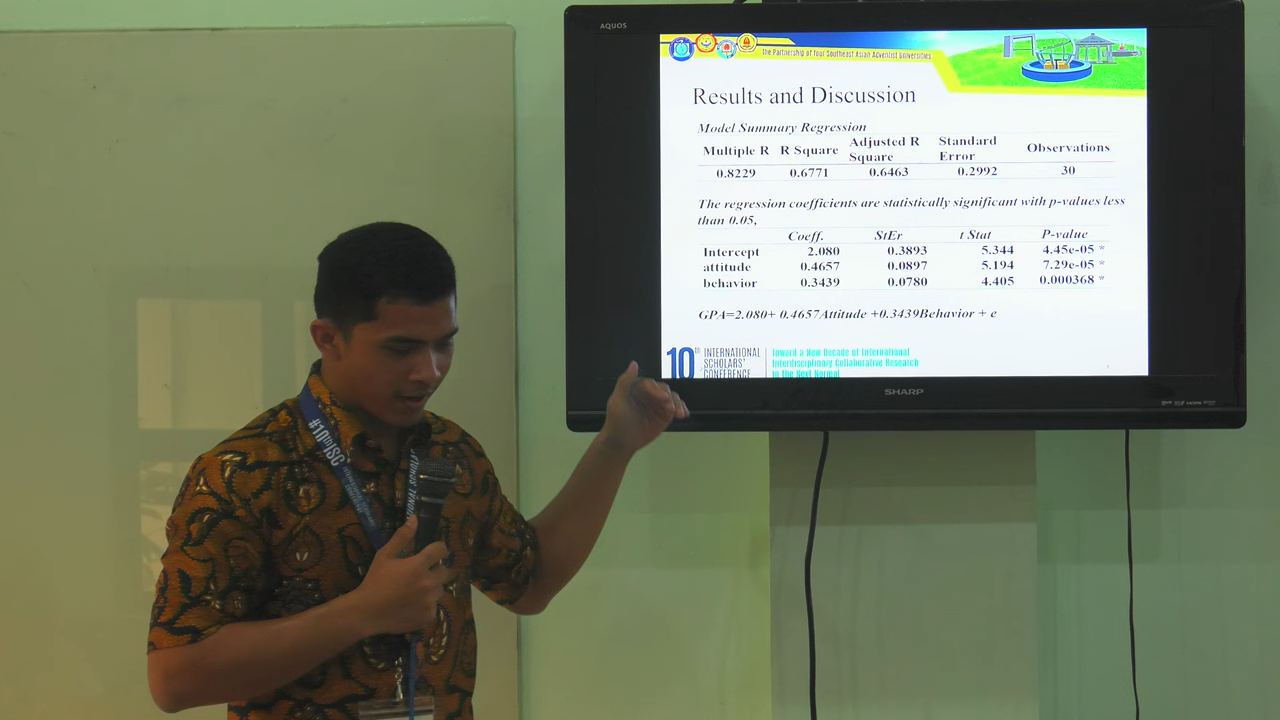 AQUOS
The Partnership of four Southeast Asian Adventist Universities
Results and Discussion
Model Summary Regression
Multiple R R Square Adjusted R Square Standard Error Observations
0.8229 0.6771 0.6463 0.2992 30
The regression coefficients are statistically significant with p-values less
than 0.05,
Coeff. StEr t Stat P-value
Intercept 2.080 0.3893 5.344 4.45e-05 *
attitude 0.4657 0.0897 5.194 7.29e-05 *
behavior 0.3439 0.0780 4.405 0.000368 *
GPA=2.080+ 0.4657Attitude +0.3439Behavior + e
10th INTERNATIONAL
SCHOLARS'
CONFERENCE
Toward a New Decade of International
Interdisciplinary Collaborative Research
in the Next Normal
SHARP
#10thISC